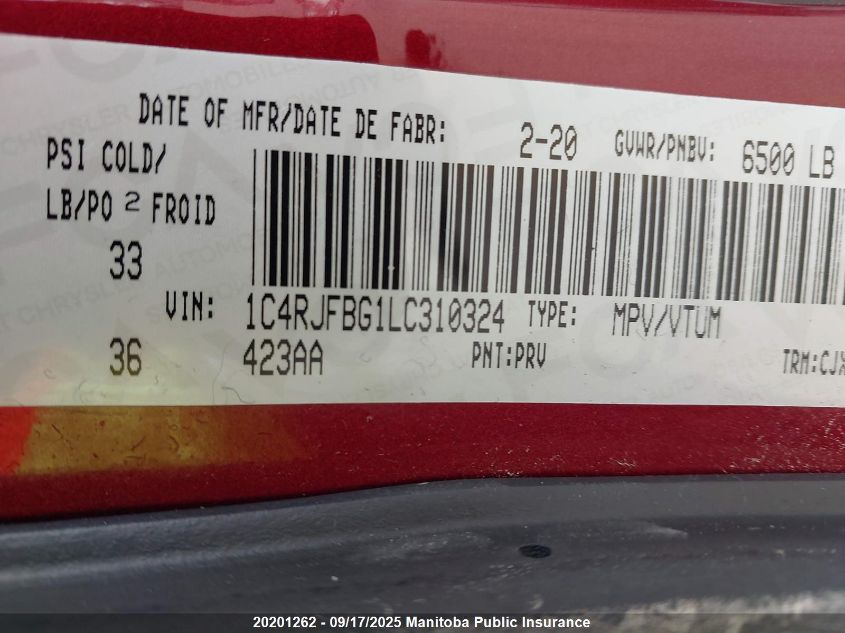 DATE OF MFR/DATE DE FABR: 2-20 GVWR/PNBV: 6500 LB
PSI COLD/
LB/PO 2 FROID
33
VIN: 1C4RJFBG1LC310324 TYPE: MPV/VTUM
36 423AA PNT:PRV TRM:CJX
20201262 - 09/17/2025 Manitoba Public Insurance